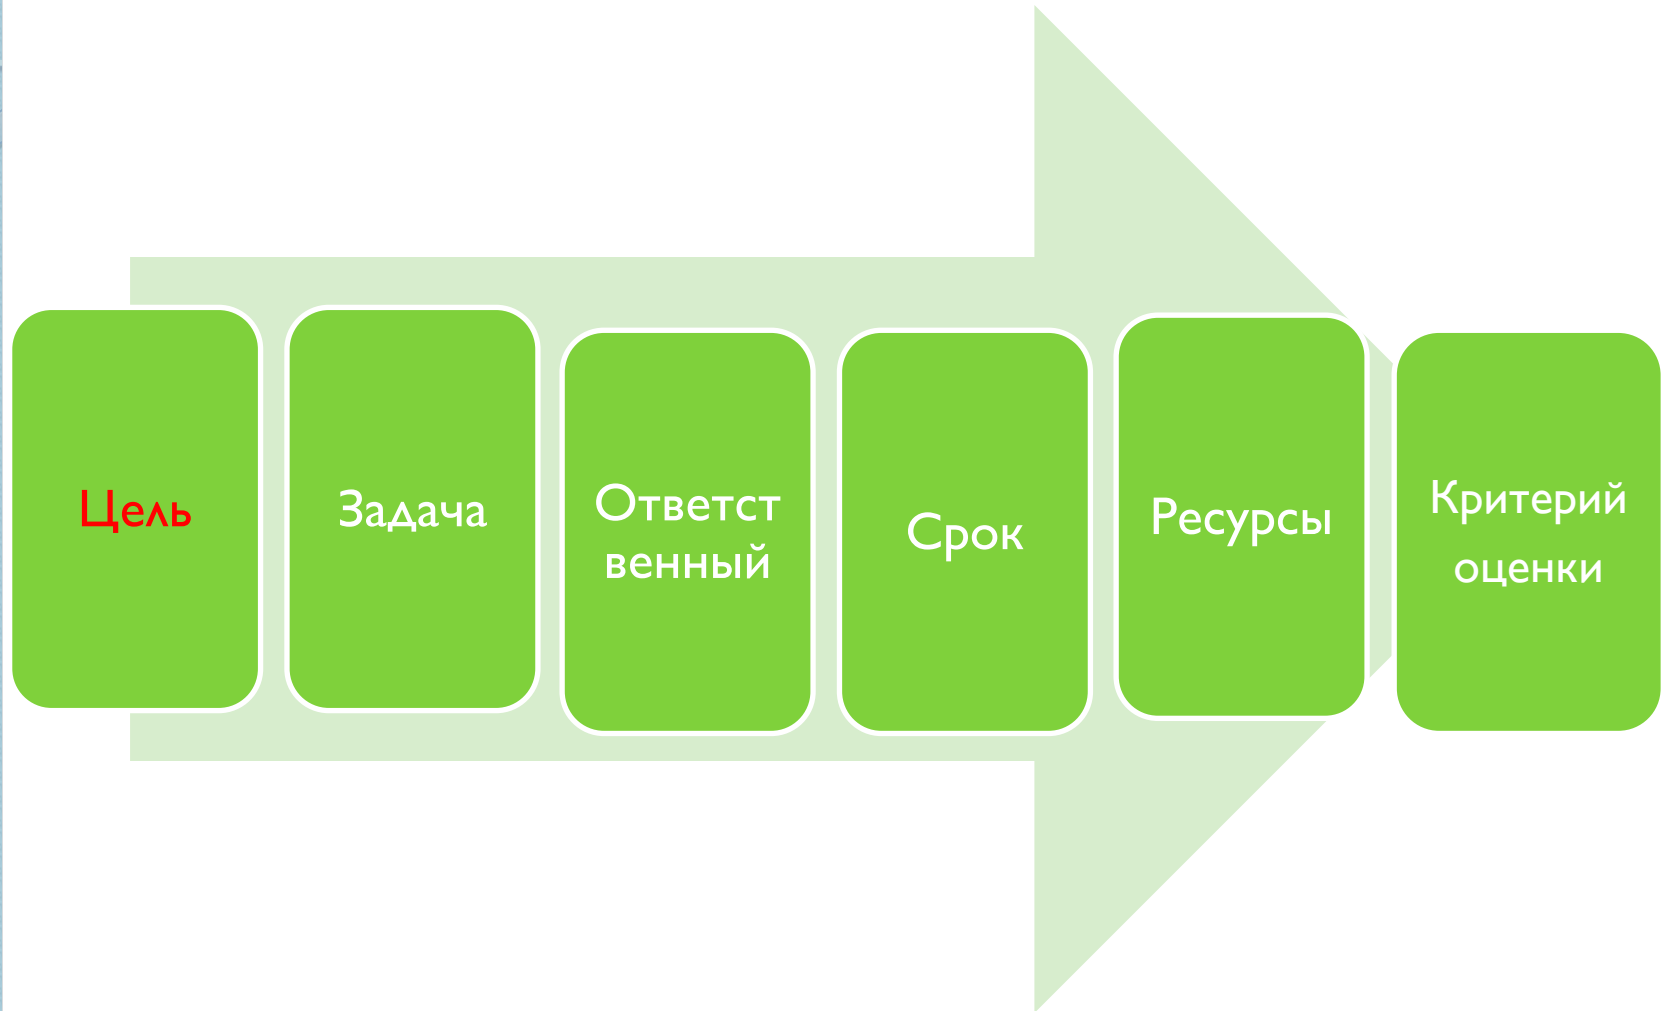 Цель
Задача
Ответст
венный
Срок
Ресурсы
Критерий
оценки